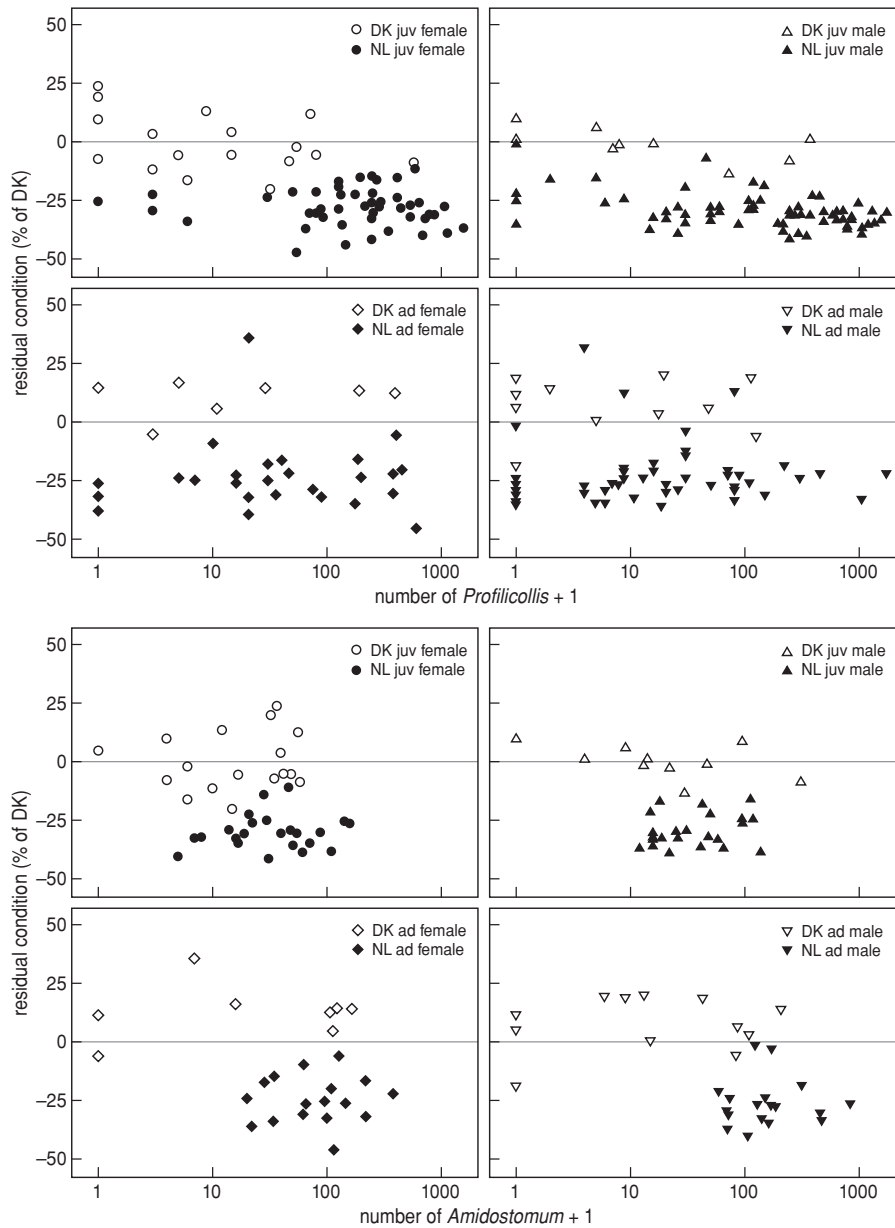 50
25
0
−25
−50
DK juv female
NL juv female
DK juv male
NL juv male
residual condition (% of DK)
50
25
0
−25
−50
DK ad female
NL ad female
DK ad male
NL ad male
1 10 100 1000 1 10 100 1000
number of Profilicollis + 1
50
25
0
−25
−50
DK juv female
NL juv female
DK juv male
NL juv male
residual condition (% of DK)
50
25
0
−25
−50
DK ad female
NL ad female
DK ad male
NL ad male
1 10 100 1000 1 10 100 1000
number of Amidostomum + 1